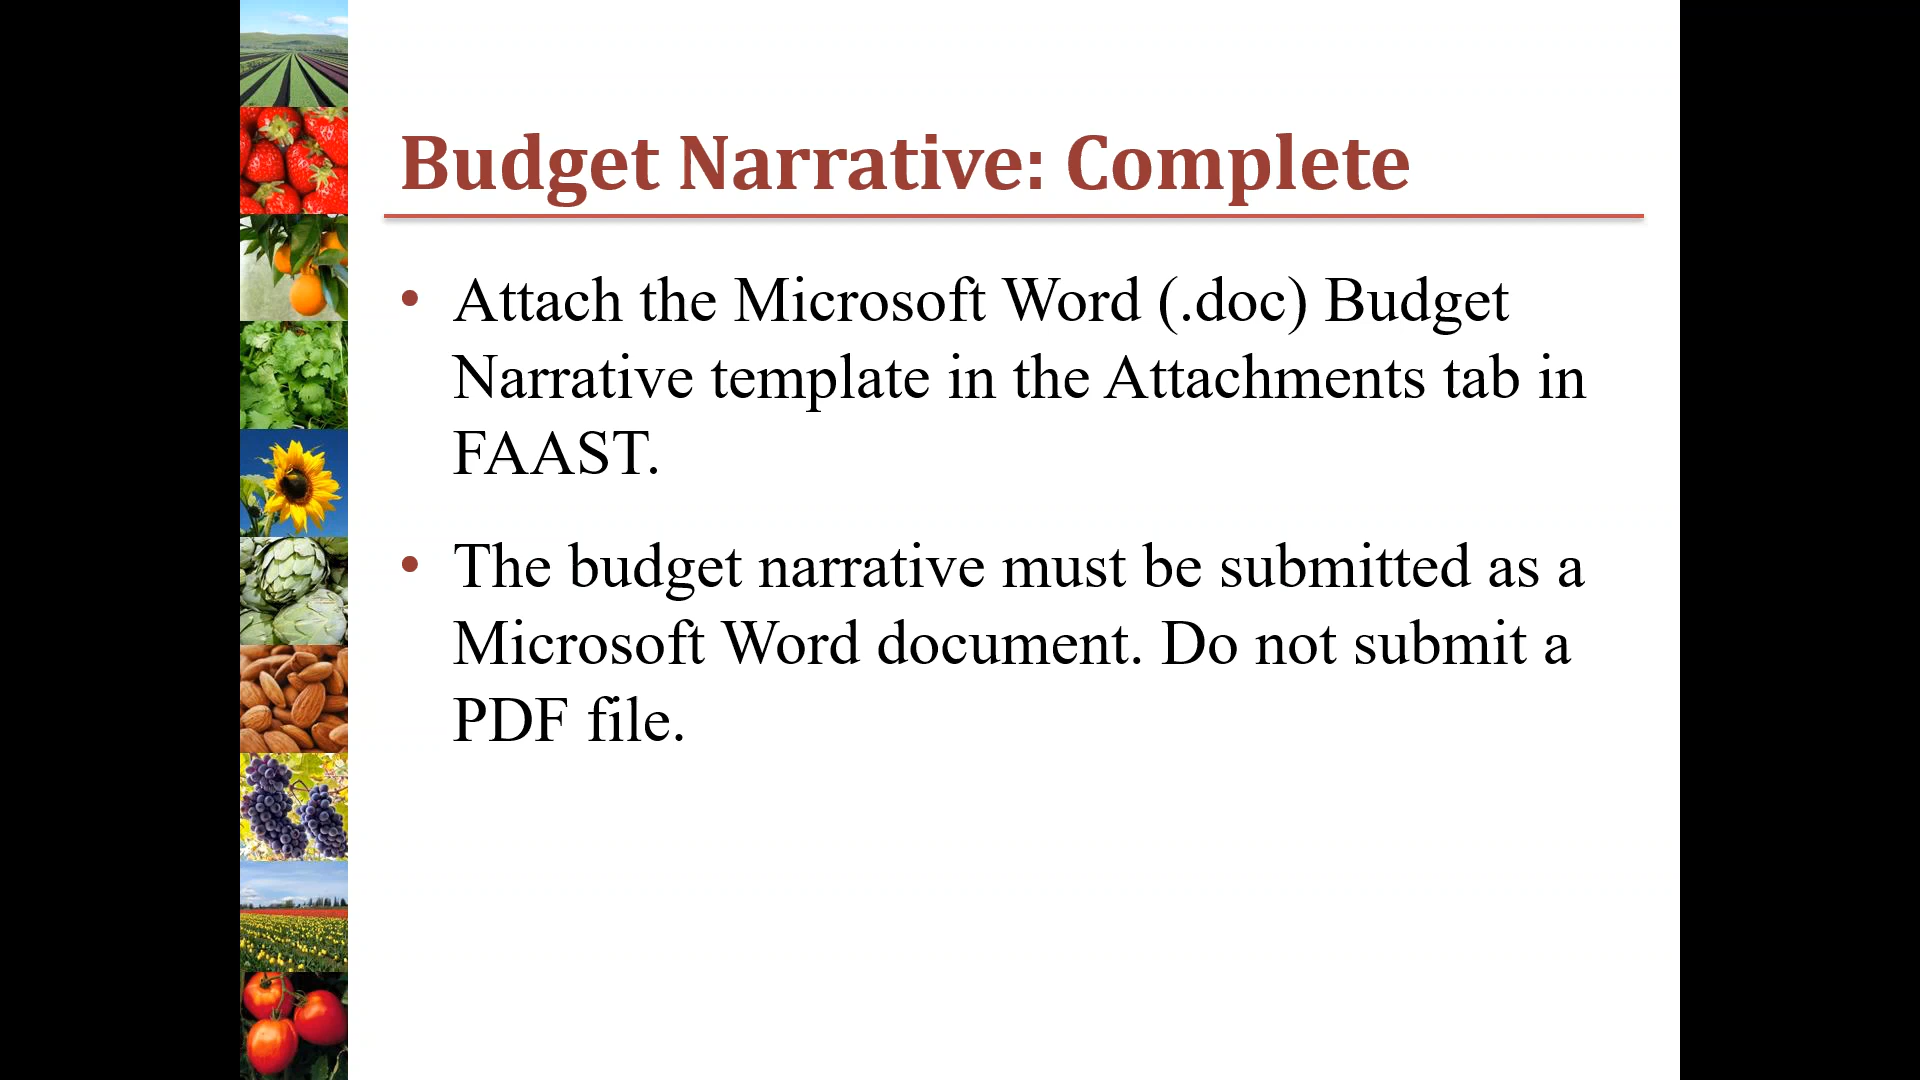 Budget Narrative: Complete
• Attach the Microsoft Word (.doc) Budget
Narrative template in the Attachments tab in
FAAST.
• The budget narrative must be submitted as a
Microsoft Word document. Do not submit a
PDF file.